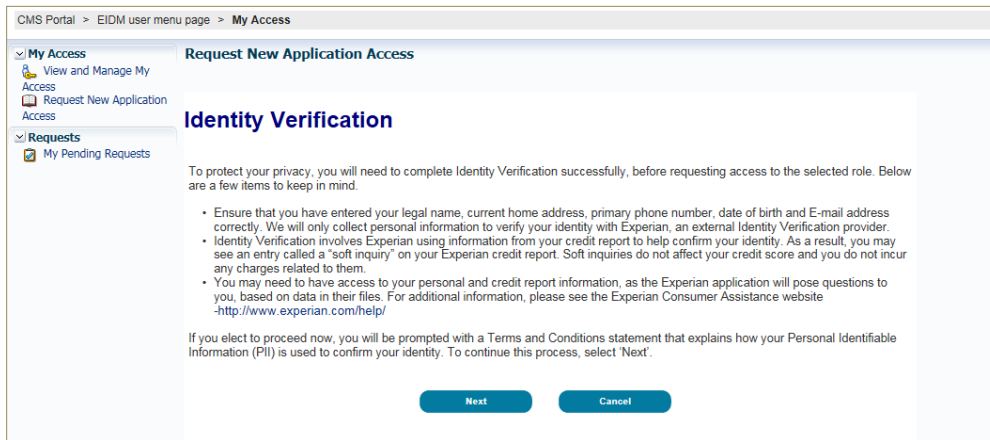 CMS Portal > EIDM user menu page > My Access
My Access
View and Manage My
Access
Request New Application
Access
Requests
My Pending Requests
Request New Application Access
Identity Verification
To protect your privacy, you will need to complete Identity Verification successfully, before requesting access to the selected role. Below
are a few items to keep in mind.
• Ensure that you have entered your legal name, current home address, primary phone number, date of birth and E-mail address
correctly. We will only collect personal information to verify your identity with Experian, an external Identity Verification provider.
• Identity Verification involves Experian using information from your credit report to help confirm your identity. As a result, you may
see an entry called a “soft inquiry” on your Experian credit report. Soft inquiries do not affect your credit score and you do not incur
any charges related to them.
• You may need to have access to your personal and credit report information, as the Experian application will pose questions to
you, based on data in their files. For additional information, please see the Experian Consumer Assistance website
-http://www.experian.com/help/
If you elect to proceed now, you will be prompted with a Terms and Conditions statement that explains how your Personal Identifiable
Information (PII) is used to confirm your identity. To continue this process, select ‘Next’.
Next
Cancel